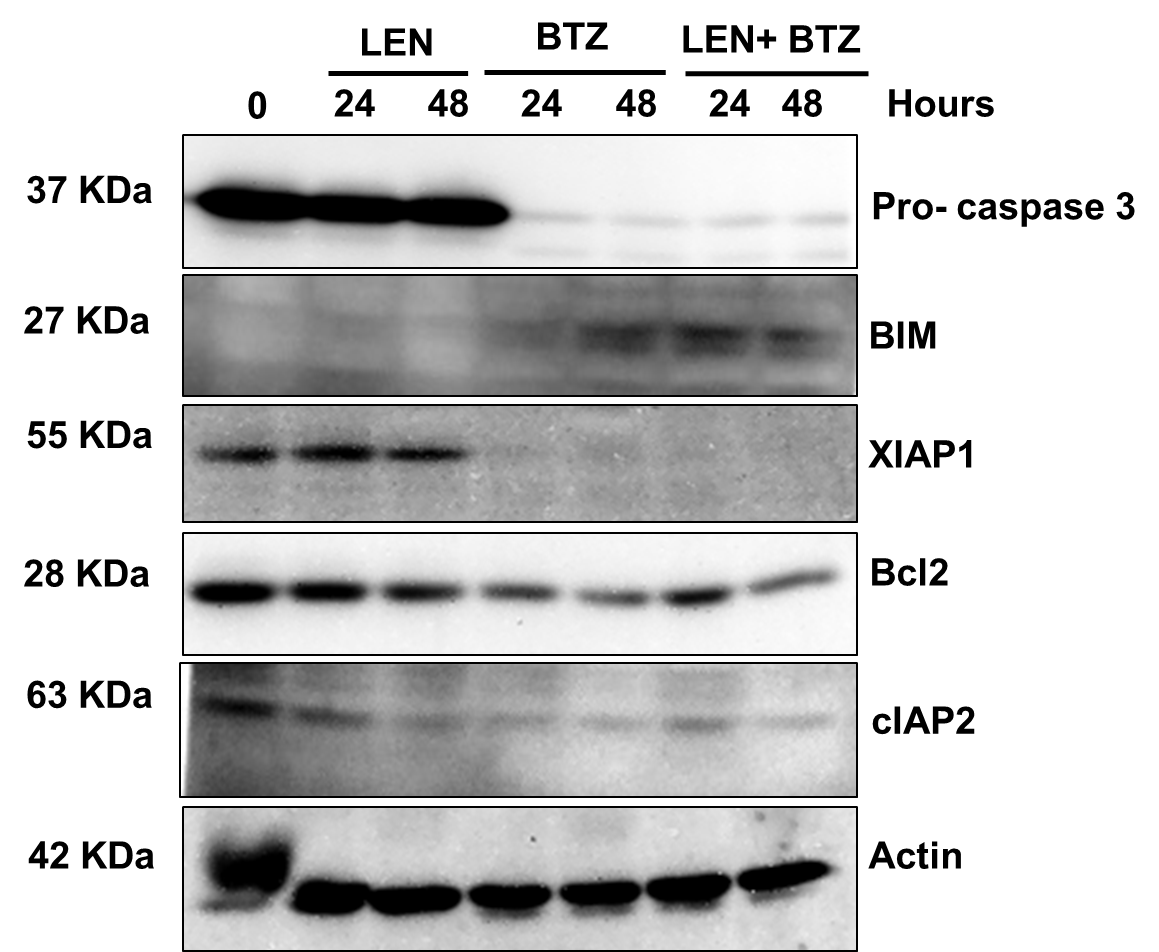 LEN BTZ LEN+ BTZ
0 24 48 24 48 24 48 Hours
37 KDa Pro- caspase 3
27 KDa BIM
55 KDa XIAP1
28 KDa Bcl2
63 KDa cIAP2
42 KDa Actin